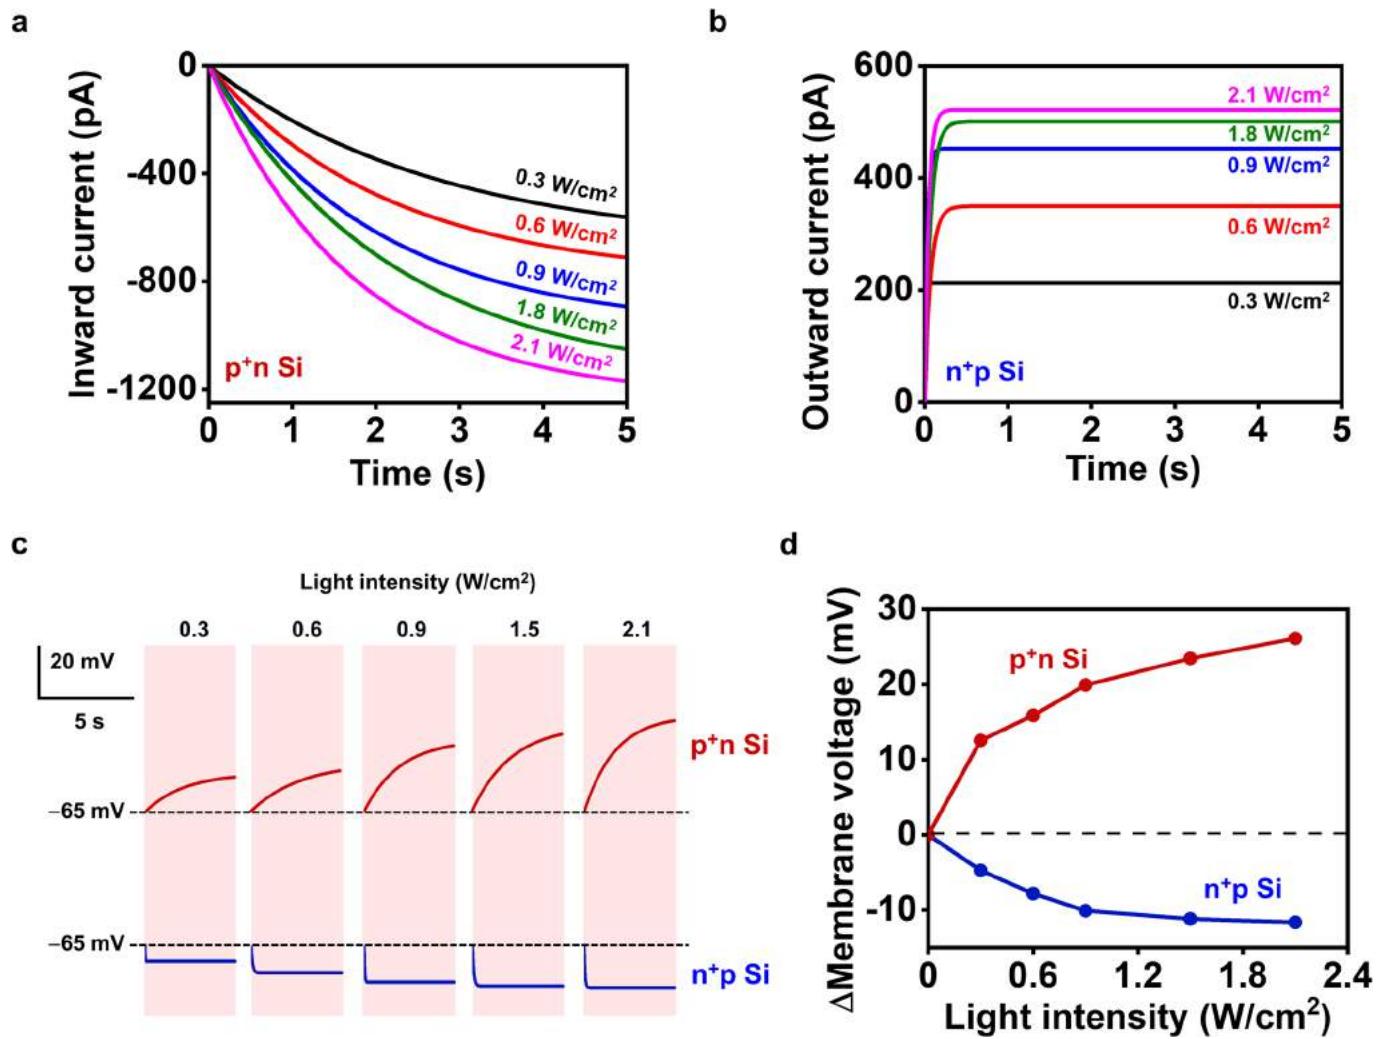 a
0
-400
-800
-1200
Inward current (pA)
0.3 W/cm²
0.6 W/cm²
0.9 W/cm²
1.8 W/cm²
2.1 W/cm²
p⁺n Si
0 1 2 3 4 5
Time (s)
b
600
400
200
0
Outward current (pA)
2.1 W/cm²
1.8 W/cm²
0.9 W/cm²
0.6 W/cm²
0.3 W/cm²
n⁺p Si
0 1 2 3 4 5
Time (s)
c
Light intensity (W/cm²)
0.3 0.6 0.9 1.5 2.1
20 mV
5 s
p⁺n Si
−65 mV
−65 mV
n⁺p Si
d
30
20
10
0
-10
ΔMembrane voltage (mV)
p⁺n Si
n⁺p Si
0 0.6 1.2 1.8 2.4
Light intensity (W/cm²)